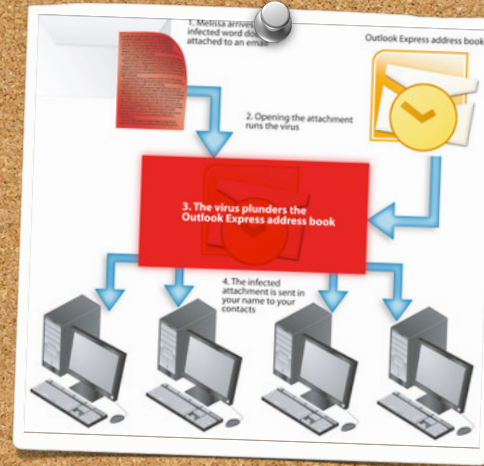 1. Melissa arrives
infected word
attached to an email
Outlook Express address book
2. Opening the attachment
runs the virus
3. The virus plunders the
Outlook Express address book
4. The infected
attachment is sent in
your name to your
contacts